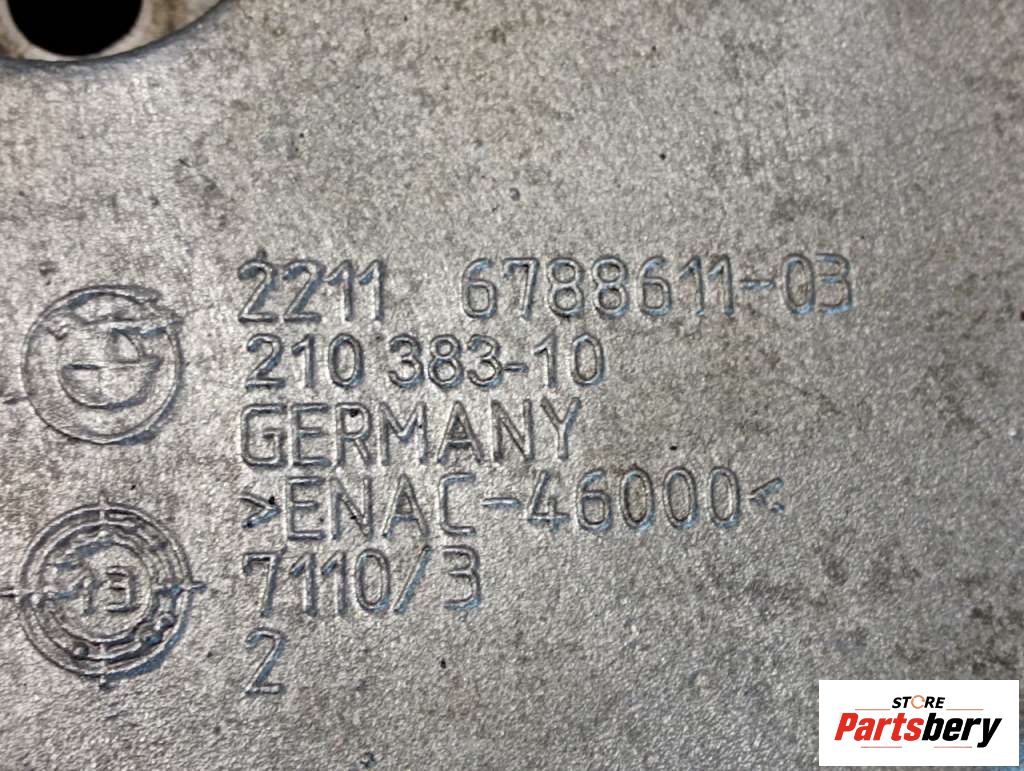 2211 6788611-03
210 383-10
GERMANY
>ENAC-46000<
7110/3
2
13
STORE
Partsbery